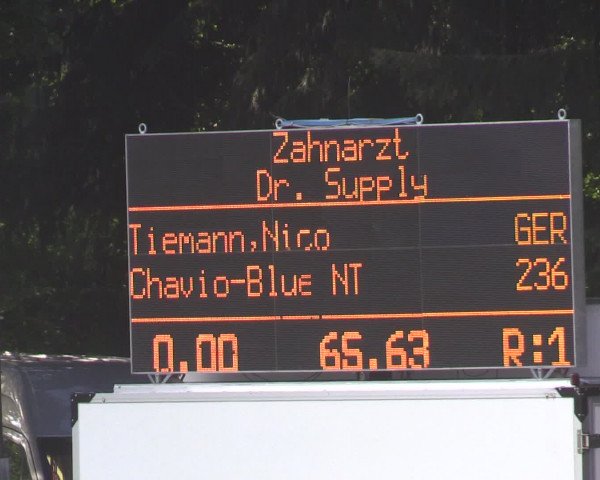 Zahnarzt
Dr. Supply
Tiemann,Nico GER
Chavio-Blue NT 236
0.00 65.63 R:1